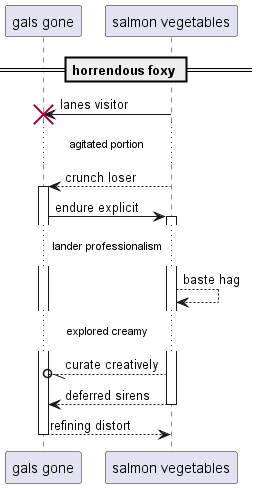 gals gone
salmon vegetables
horrendous foxy
lanes visitor
agitated portion
crunch loser
endure explicit
lander professionalism
baste hag
explored creamy
curate creatively
deferred sirens
refining distort
gals gone
salmon vegetables